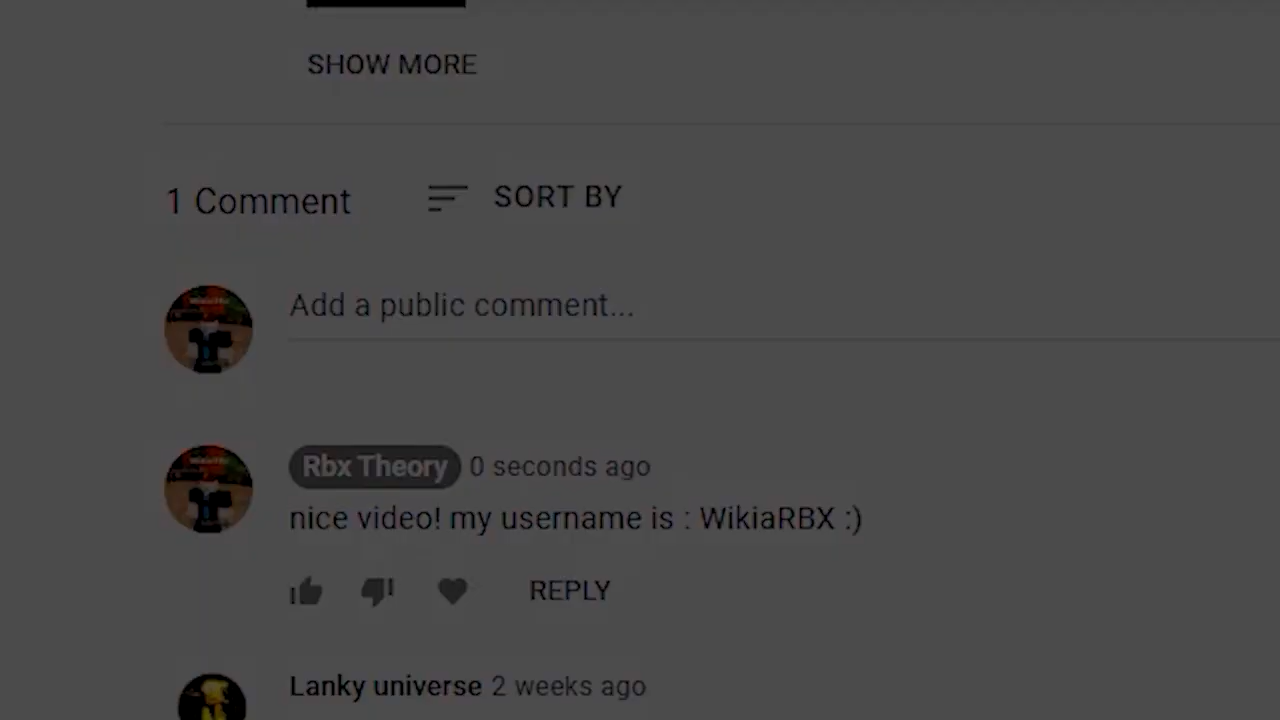 SHOW MORE
1 Comment SORT BY
Add a public comment...
Rbx Theory 0 seconds ago
nice video! my username is : WikiaRBX :)
REPLY
Lanky universe 2 weeks ago